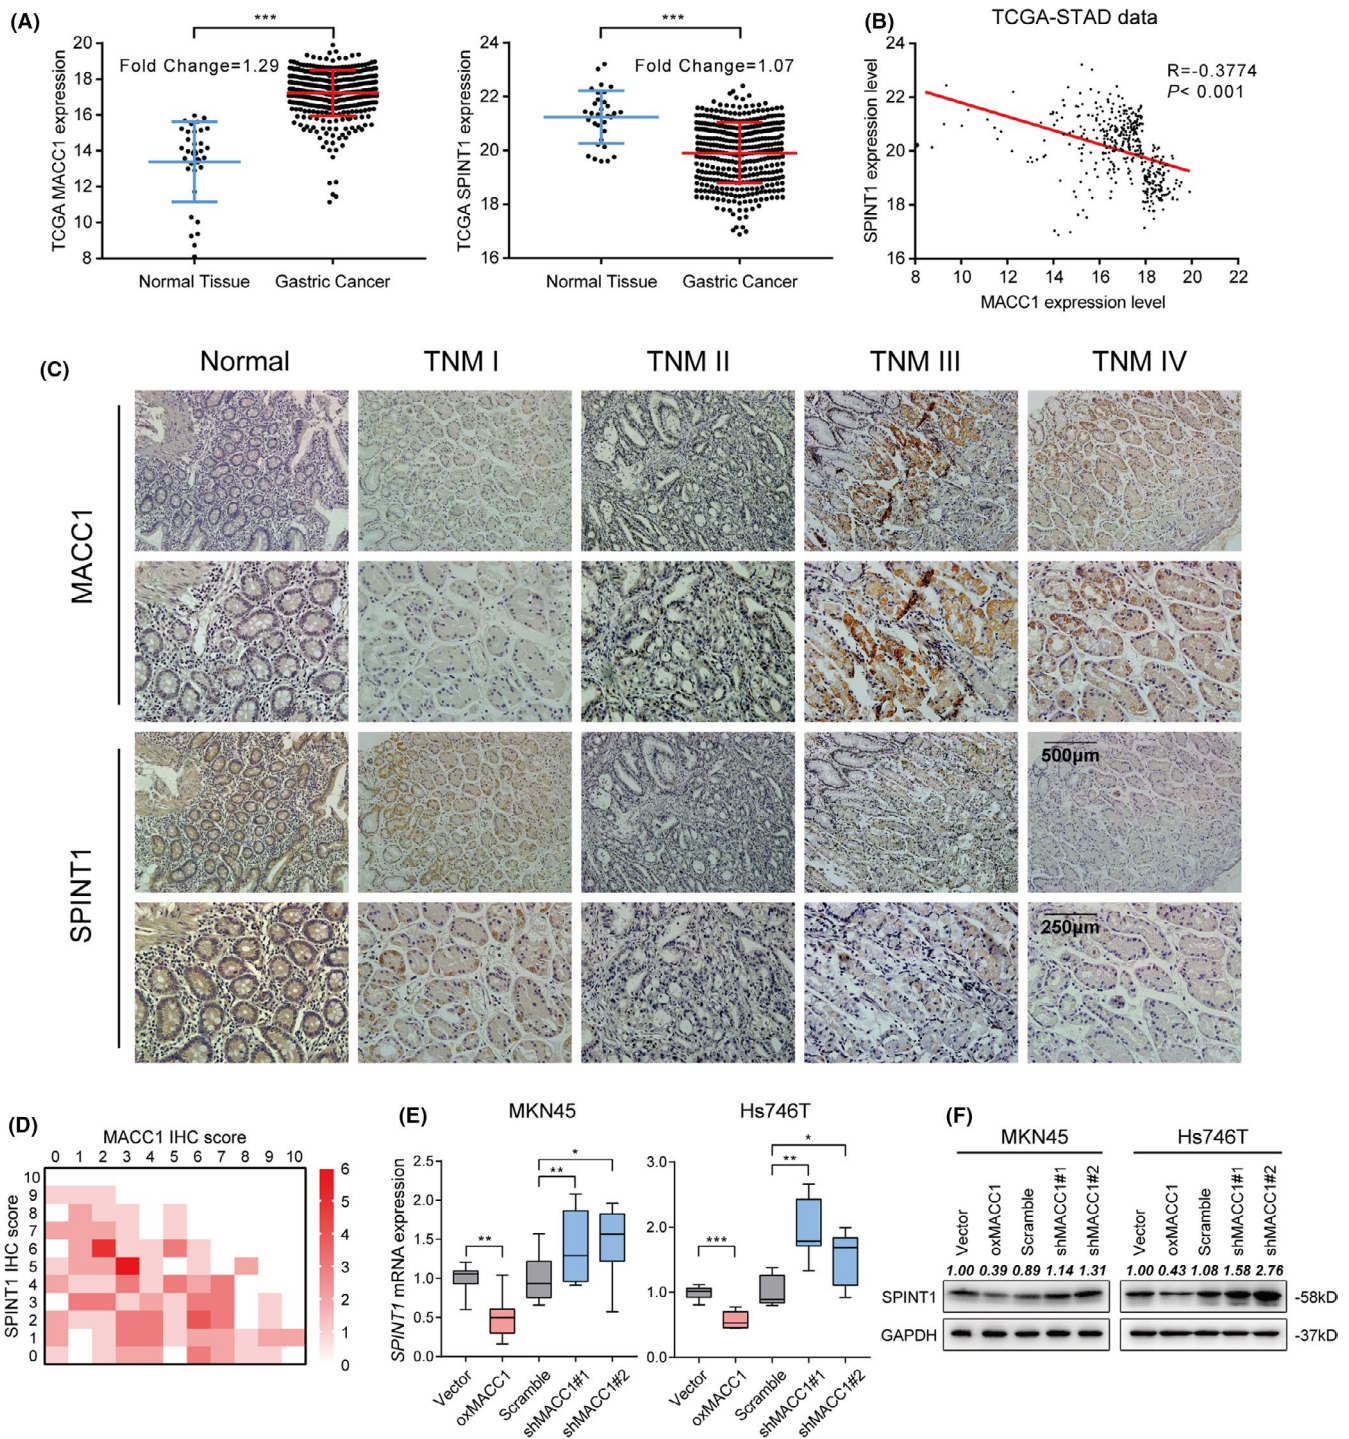 (A)
***
Fold Change=1.29
TCGA MACC1 expression
20
18
16
14
12
10
8
Normal Tissue
Gastric Cancer
***
Fold Change=1.07
TCGA SPINT1 expression
24
22
20
18
16
Normal Tissue
Gastric Cancer
(B)
TCGA-STAD data
R=-0.3774
P< 0.001
SPINT1 expression level
24
22
20
18
16
8 10 12 14 16 18 20 22
MACC1 expression level
(C)
Normal
TNM I
TNM II
TNM III
TNM IV
MACC1
SPINT1
500μm
250μm
(D)
MACC1 IHC score
0 1 2 3 4 5 6 7 8 9 10
SPINT1 IHC score
10
9
8
7
6
5
4
3
2
1
0
6
5
4
3
2
1
0
(E)
MKN45
SPINT1 mRNA expression
2.5
2.0
1.5
1.0
0.5
0.0
**
**
*
Vector
oxMACC1
Scramble
shMACC1#1
shMACC1#2
Hs746T
3.0
2.0
1.0
0.0
***
**
*
Vector
oxMACC1
Scramble
shMACC1#1
shMACC1#2
(F)
MKN45
Hs746T
Vector
oxMACC1
Scramble
shMACC1#1
shMACC1#2
Vector
oxMACC1
Scramble
shMACC1#1
shMACC1#2
1.00 0.39 0.89 1.14 1.31
1.00 0.43 1.08 1.58 2.76
SPINT1
-58kD
GAPDH
-37kD